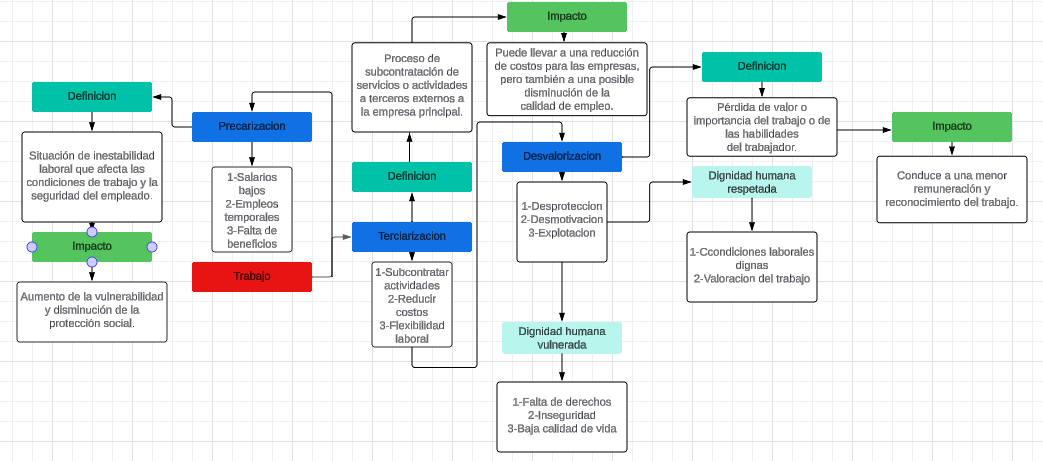 Impacto
Puede llevar a una reducción
de costos para las empresas,
pero también a una posible
disminución de la
calidad de empleo.
Proceso de
subcontratación de
servicios o actividades
a terceros externos a
la empresa principal.
Definicion
Definicion
Precarizacion
Pérdida de valor o
importancia del trabajo o de
las habilidades
del trabajador.
Impacto
Situación de inestabilidad
laboral que afecta las
condiciones de trabajo y la
seguridad del empleado.
Desvalorizacion
1-Salarios
bajos
2-Empleos
temporales
3-Falta de
beneficios
Definicion
Dignidad humana
respetada
Conduce a una menor
remuneración y
reconocimiento del trabajo.
1-Desproteccion
2-Desmotivacion
3-Explotacion
Impacto
Terciarizacion
1-Ccondiciones laborales
dignas
2-Valoracion del trabajo
Trabajo
1-Subcontratar
actividades
2-Reducir
costos
3-Flexibilidad
laboral
Aumento de la vulnerabilidad
y disminución de la
protección social.
Dignidad humana
vulnerada
1-Falta de derechos
2-Inseguridad
3-Baja calidad de vida